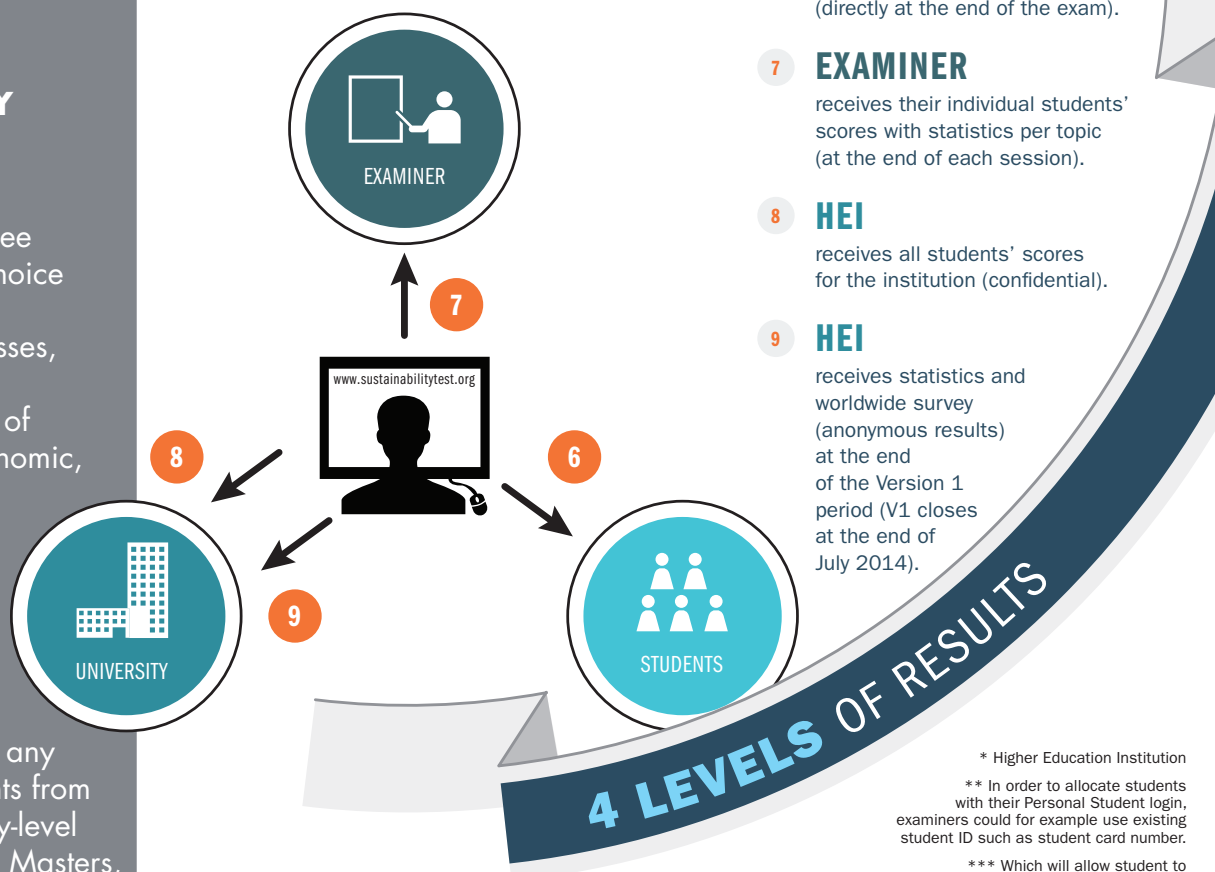 Y
ee
hoice
sses,
of
nomic,
any
nts from
y-level
Masters.
EXAMINER
7
www.sustainabilitytest.org
8
6
9
UNIVERSITY
STUDENTS
(directly at the end of the exam).
7 EXAMINER
receives their individual students'
scores with statistics per topic
(at the end of each session).
8 HEI
receives all students' scores
for the institution (confidential).
9 HEI
receives statistics and
worldwide survey
(anonymous results)
at the end
of the Version 1
period (V1 closes
at the end of
July 2014).
4 LEVELS OF RESULTS
* Higher Education Institution
** In order to allocate students
with their Personal Student login,
examiners could for example use existing
student ID such as student card number.
*** Which will allow student to